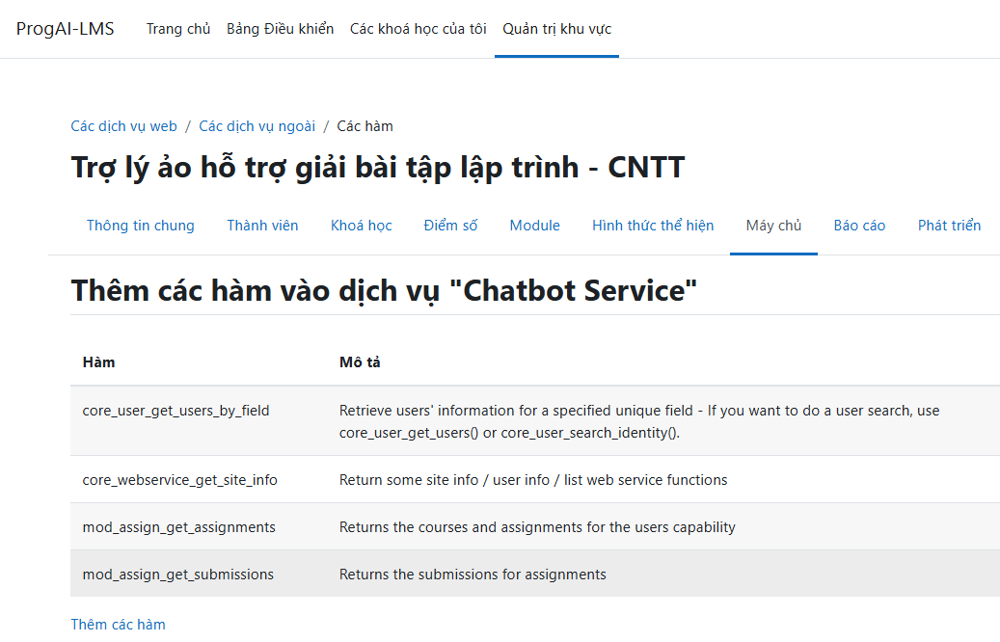 ProgAI-LMS Trang chủ Bảng Điều khiển Các khoá học của tôi Quản trị khu vực
Các dịch vụ web / Các dịch vụ ngoài / Các hàm
Trợ lý ảo hỗ trợ giải bài tập lập trình - CNTT
Thông tin chung Thành viên Khoá học Điểm số Module Hình thức thể hiện Máy chủ Báo cáo Phát triển
Thêm các hàm vào dịch vụ "Chatbot Service"
Hàm Mô tả
core_user_get_users_by_field Retrieve users' information for a specified unique field - If you want to do a user search, use
core_user_get_users() or core_user_search_identity().
core_webservice_get_site_info Return some site info / user info / list web service functions
mod_assign_get_assignments Returns the courses and assignments for the users capability
mod_assign_get_submissions Returns the submissions for assignments
Thêm các hàm